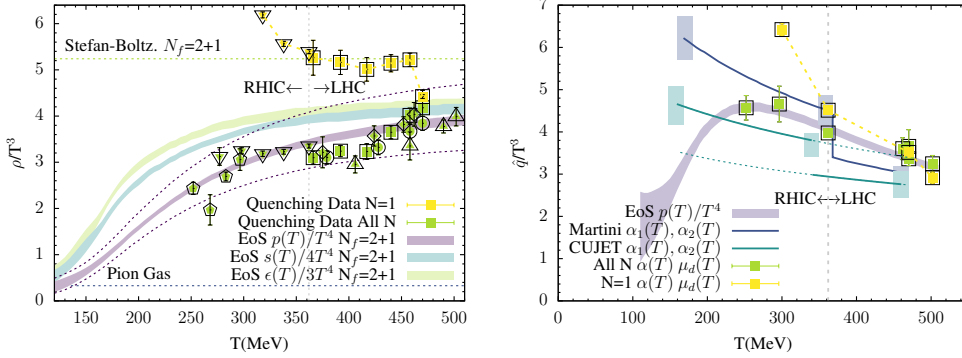 6
5
4
3
2
1
0
ρ/T³
Stefan-Boltz. N_f=2+1
RHIC← →LHC
Quenching Data N=1
Quenching Data All N
EoS p(T)/T⁴ N_f=2+1
EoS s(T)/4T⁴ N_f=2+1
EoS ϵ(T)/3T⁴ N_f=2+1
Pion Gas
150 200 250 300 350 400 450 500
T(MeV)
7
6
5
4
3
2
1
0
q̂/T³
RHIC←→LHC
EoS p(T)/T⁴
Martini α₁(T), α₂(T)
CUJET α₁(T), α₂(T)
All N α(T) μ_d(T)
N=1 α(T) μ_d(T)
0 100 200 300 400 500
T(MeV)